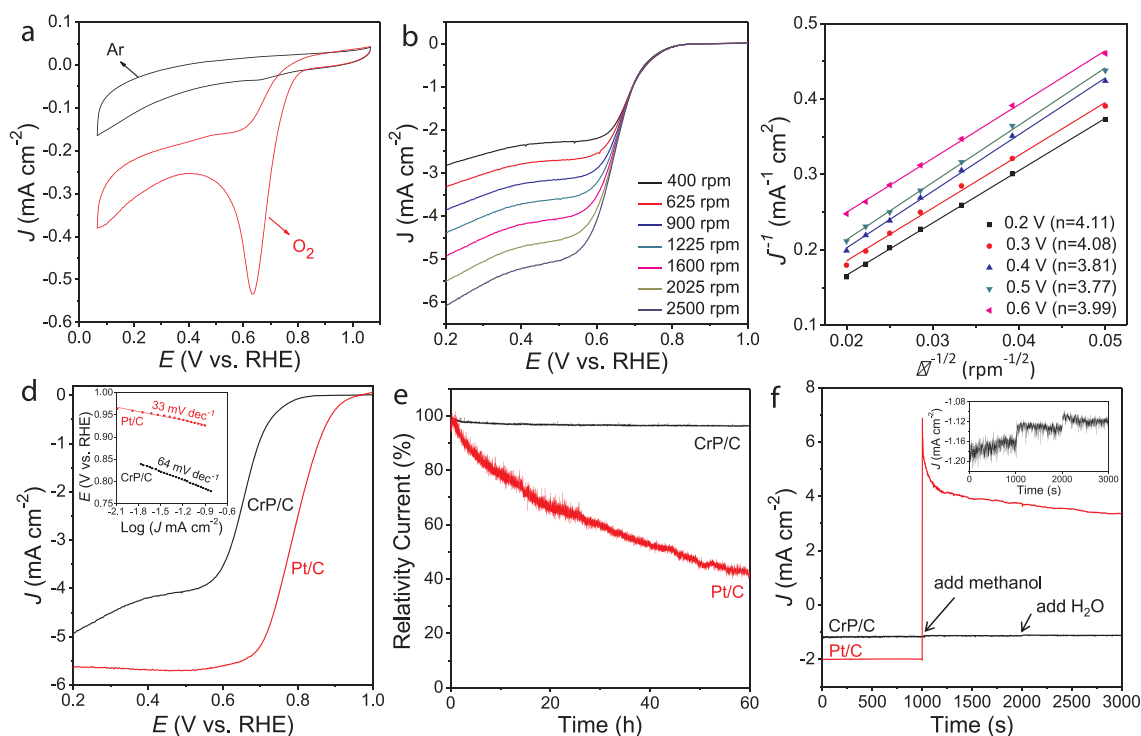 a
Ar
O2
0.1
0.0
-0.1
-0.2
-0.3
-0.4
-0.5
-0.6
0.0 0.2 0.4 0.6 0.8 1.0
J (mA cm-2)
E (V vs. RHE)
b
0
-1
-2
-3
-4
-5
-6
0.2 0.4 0.6 0.8 1.0
J (mA cm-2)
E (V vs. RHE)
400 rpm
625 rpm
900 rpm
1225 rpm
1600 rpm
2025 rpm
2500 rpm
0.5
0.4
0.3
0.2
0.1
0.02 0.03 0.04 0.05
J-1 (mA-1 cm2)
-1/2 (rpm-1/2)
0.2 V (n=4.11)
0.3 V (n=4.08)
0.4 V (n=3.81)
0.5 V (n=3.77)
0.6 V (n=3.99)
d
0
-1
-2
-3
-4
-5
-6
0.2 0.4 0.6 0.8 1.0
J (mA cm-2)
E (V vs. RHE)
CrP/C
Pt/C
1.00
0.95
0.90
0.85
0.80
0.75
-2.1 -1.8 -1.5 -1.2 -0.9
E (V vs. RHE)
Log (J mA cm-2)
33 mV dec-1
Pt/C
64 mV dec-1
CrP/C
e
120
100
80
60
40
20
0
0 10 20 30 40 50 60
Relativity Current (%)
Time (h)
CrP/C
Pt/C
f
8
6
4
2
0
-2
0 500 1000 1500 2000 2500 3000
J (mA cm-2)
Time (s)
add methanol
add H2O
CrP/C
Pt/C
-1.08
-1.12
-1.16
-1.20
0 1000 2000 3000
J (mA cm-2)
Time (s)